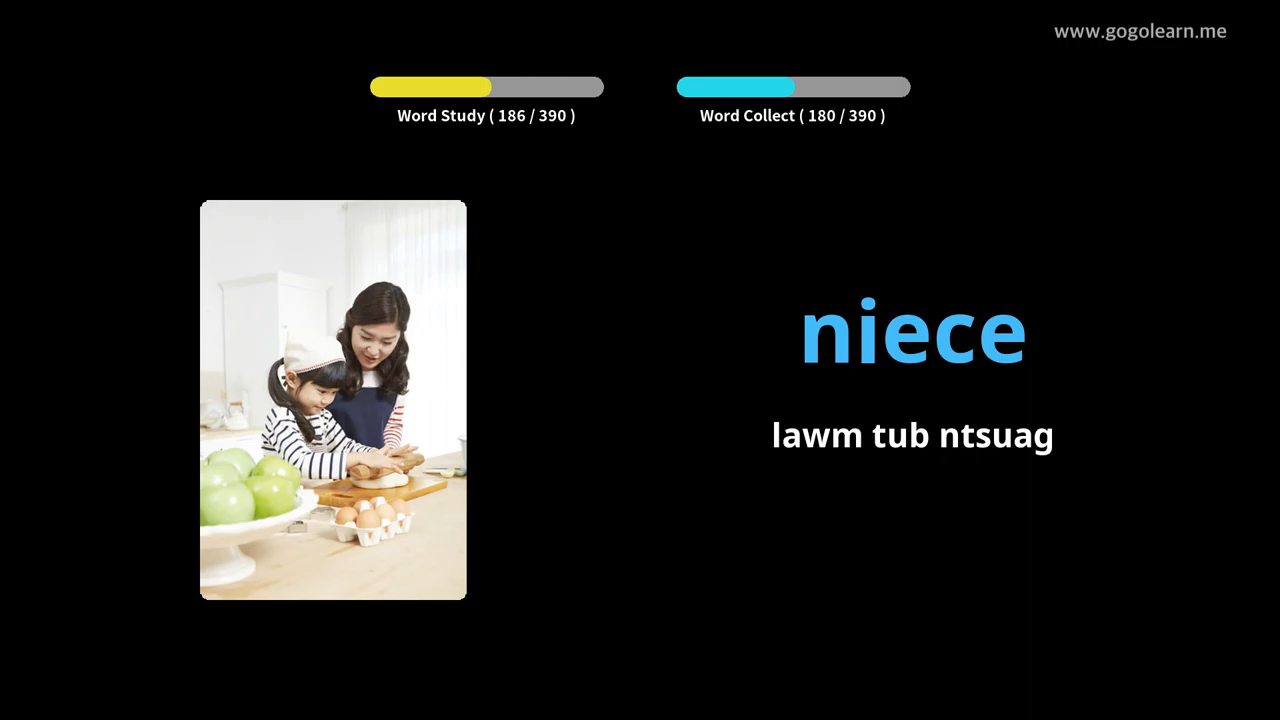 www.gogolearn.me
Word Study ( 186 / 390 )
Word Collect ( 180 / 390 )
niece
lawm tub ntsuag